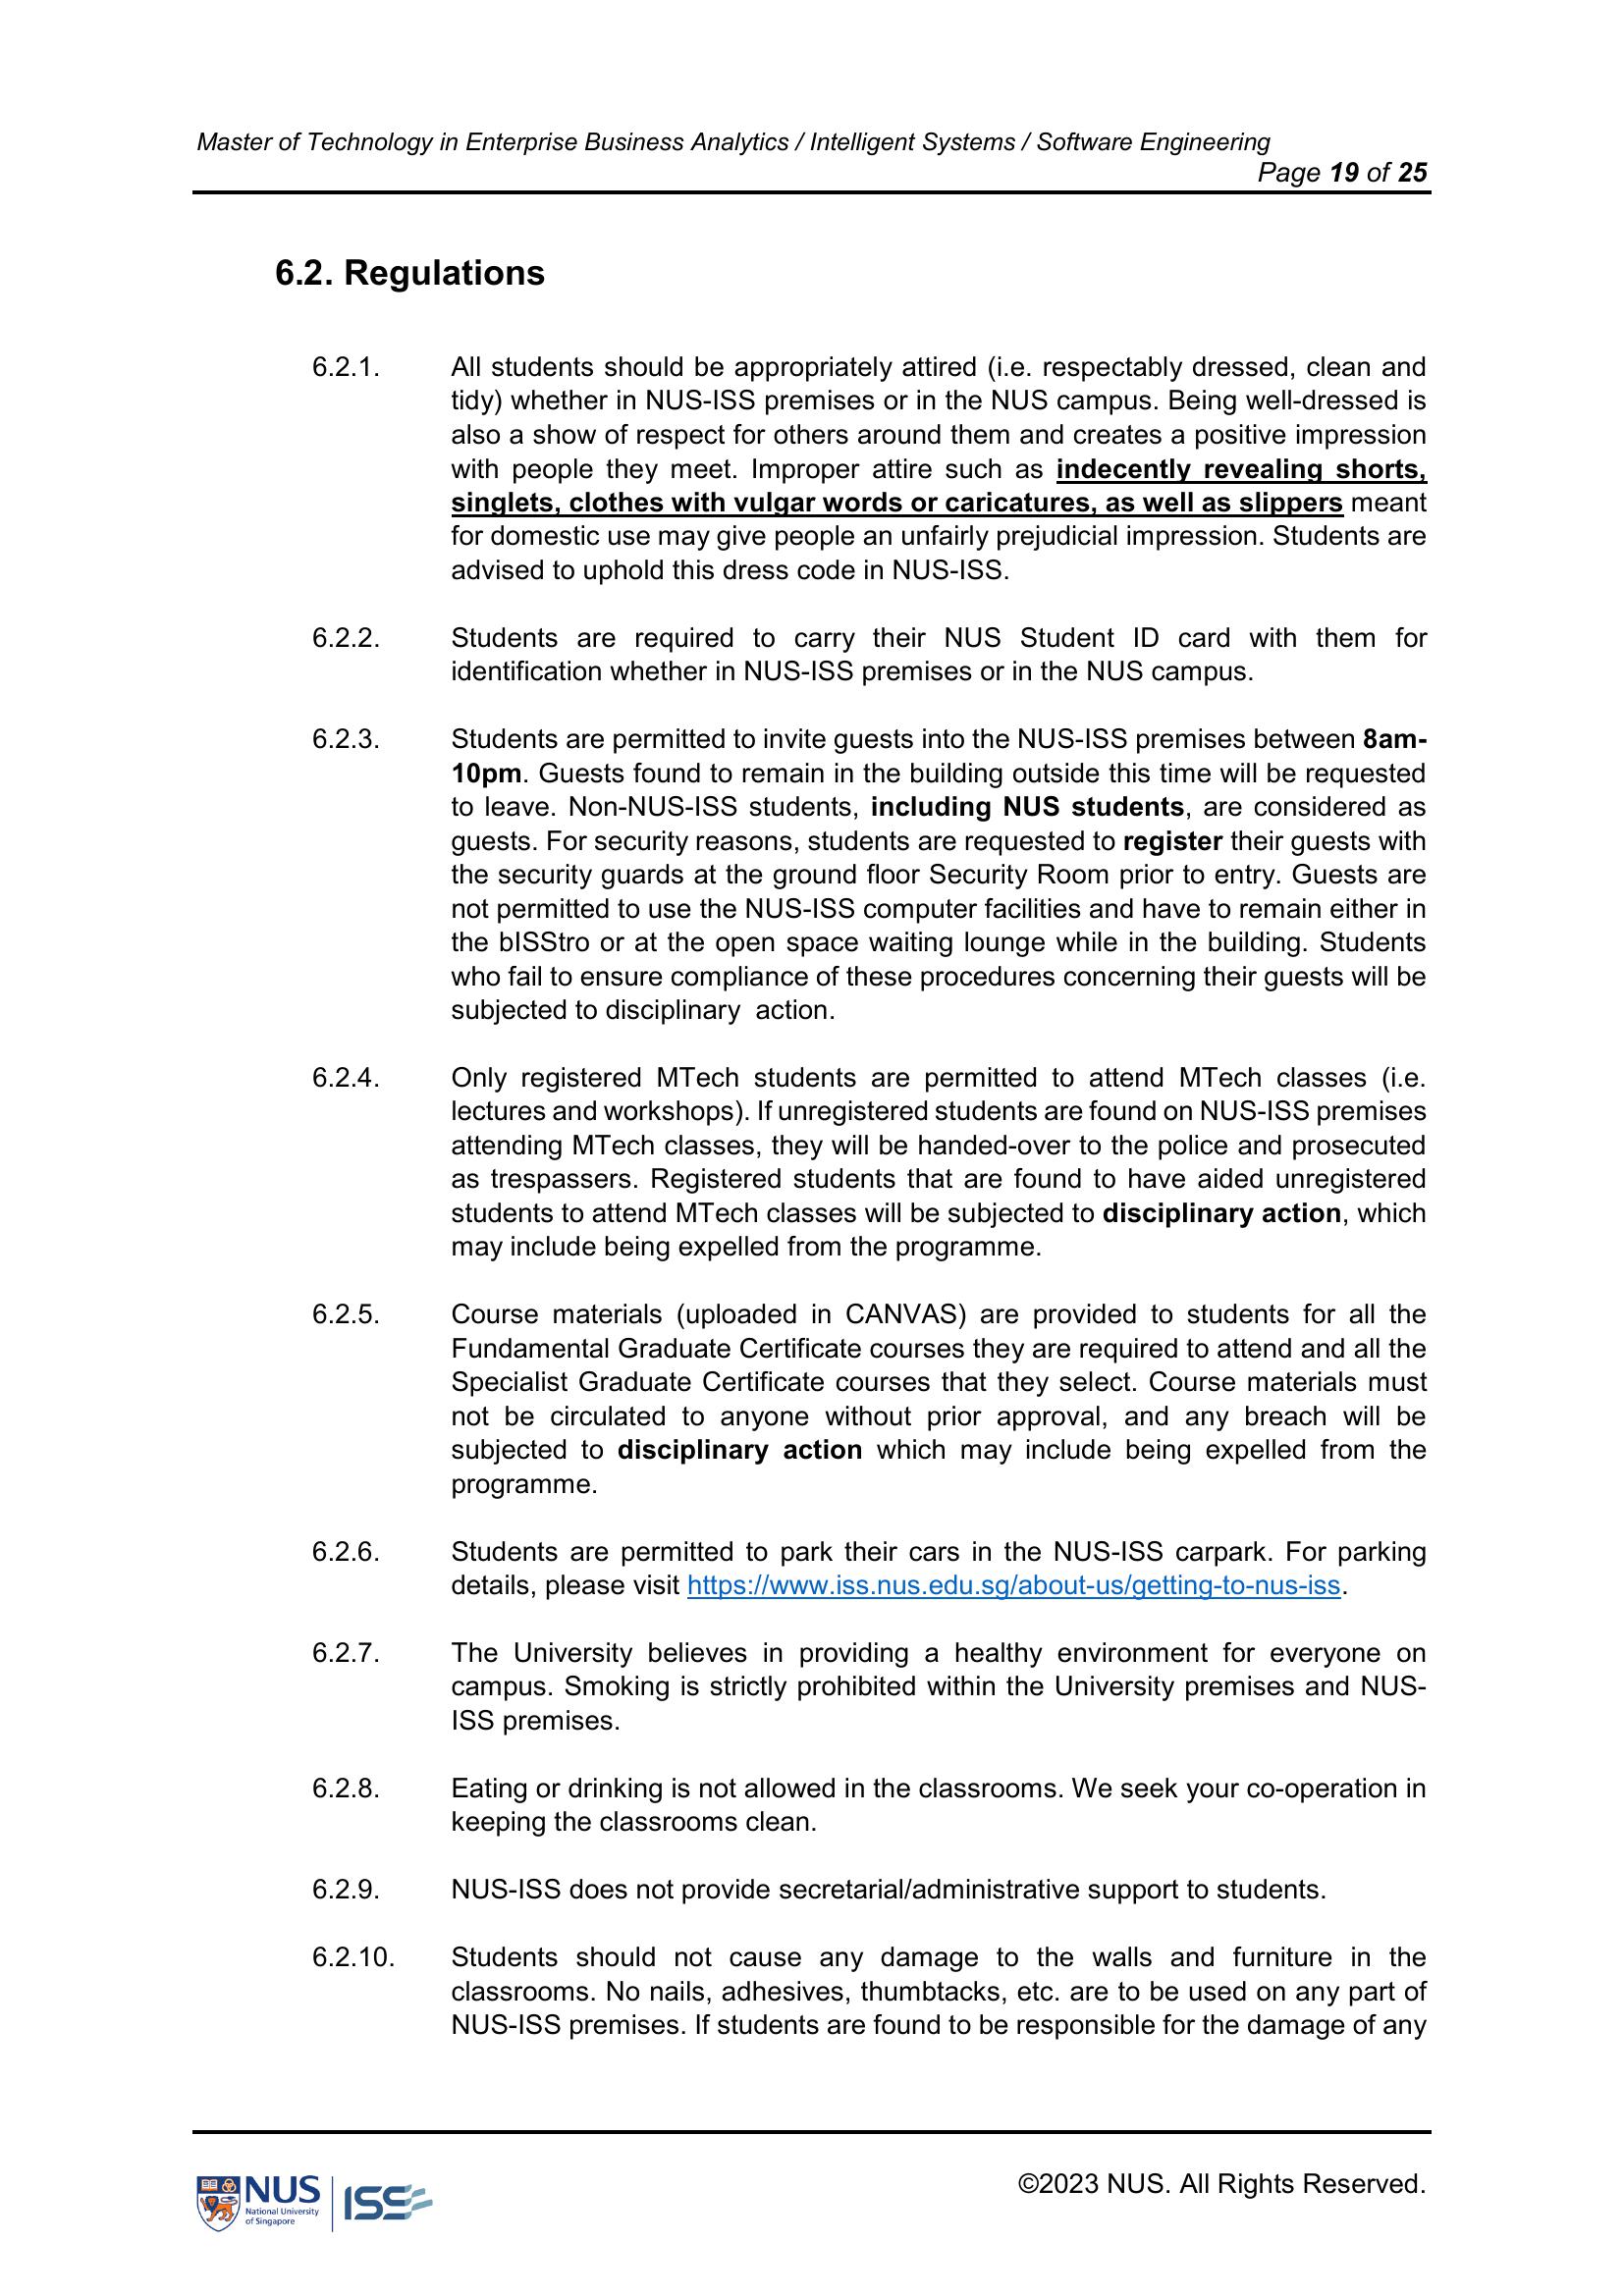 Master of Technology in Enterprise Business Analytics / Intelligent Systems / Software Engineering
Page 19 of 25
6.2. Regulations
6.2.1. All students should be appropriately attired (i.e. respectably dressed, clean and
tidy) whether in NUS-ISS premises or in the NUS campus. Being well-dressed is
also a show of respect for others around them and creates a positive impression
with people they meet. Improper attire such as indecently revealing shorts,
singlets, clothes with vulgar words or caricatures, as well as slippers meant
for domestic use may give people an unfairly prejudicial impression. Students are
advised to uphold this dress code in NUS-ISS.
6.2.2. Students are required to carry their NUS Student ID card with them for
identification whether in NUS-ISS premises or in the NUS campus.
6.2.3. Students are permitted to invite guests into the NUS-ISS premises between 8am-
10pm. Guests found to remain in the building outside this time will be requested
to leave. Non-NUS-ISS students, including NUS students, are considered as
guests. For security reasons, students are requested to register their guests with
the security guards at the ground floor Security Room prior to entry. Guests are
not permitted to use the NUS-ISS computer facilities and have to remain either in
the bISStro or at the open space waiting lounge while in the building. Students
who fail to ensure compliance of these procedures concerning their guests will be
subjected to disciplinary  action.
6.2.4. Only registered MTech students are permitted to attend MTech classes (i.e.
lectures and workshops). If unregistered students are found on NUS-ISS premises
attending MTech classes, they will be handed-over to the police and prosecuted
as trespassers. Registered students that are found to have aided unregistered
students to attend MTech classes will be subjected to disciplinary action, which
may include being expelled from the programme.
6.2.5. Course materials (uploaded in CANVAS) are provided to students for all the
Fundamental Graduate Certificate courses they are required to attend and all the
Specialist Graduate Certificate courses that they select. Course materials must
not be circulated to anyone without prior approval, and any breach will be
subjected to disciplinary action which may include being expelled from the
programme.
6.2.6. Students are permitted to park their cars in the NUS-ISS carpark. For parking
details, please visit https://www.iss.nus.edu.sg/about-us/getting-to-nus-iss.
6.2.7. The University believes in providing a healthy environment for everyone on
campus. Smoking is strictly prohibited within the University premises and NUS-
ISS premises.
6.2.8. Eating or drinking is not allowed in the classrooms. We seek your co-operation in
keeping the classrooms clean.
6.2.9. NUS-ISS does not provide secretarial/administrative support to students.
6.2.10. Students should not cause any damage to the walls and furniture in the
classrooms. No nails, adhesives, thumbtacks, etc. are to be used on any part of
NUS-ISS premises. If students are found to be responsible for the damage of any
©2023 NUS. All Rights Reserved.
NUS
National University
of Singapore
ISS